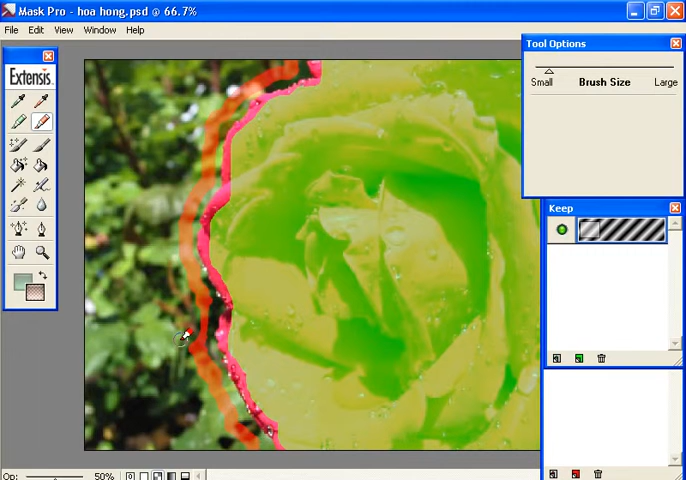 Mask Pro - hoa hong.psd @ 66.7%
File Edit View Window Help
Extensis
Tool Options
Small Brush Size Large
Keep
Op: 50%